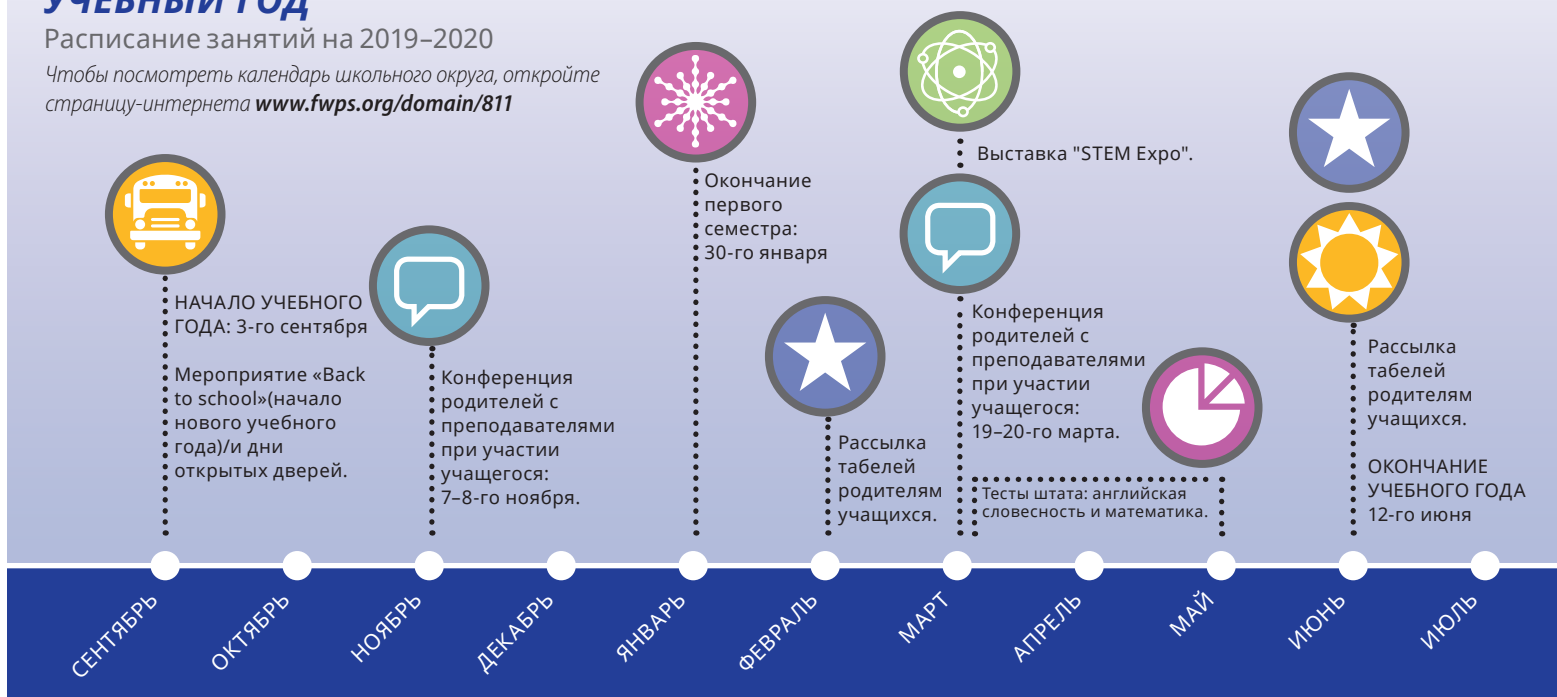 УЧЕБНЫЙ ГОД
Расписание занятий на 2019–2020
Чтобы посмотреть календарь школьного округа, откройте
страницу-интернета www.fwps.org/domain/811
НАЧАЛО УЧЕБНОГО
ГОДА: 3-го сентября
Мероприятие «Back
to school»(начало
нового учебного
года)/и дни
открытых дверей.
Конференция
родителей с
преподавателями
при участии
учащегося:
7–8-го ноября.
Окончание
первого
семестра:
30-го января
Рассылка
табелей
родителям
учащихся.
Выставка "STEM Expo".
Конференция
родителей с
преподавателями
при участии
учащегося:
19–20-го марта.
Тесты штата: английская
словесность и математика.
Рассылка
табелей
родителям
учащихся.
ОКОНЧАНИЕ
УЧЕБНОГО ГОДА
12-го июня
СЕНТЯБРЬ
ОКТЯБРЬ
НОЯБРЬ
ДЕКАБРЬ
ЯНВАРЬ
ФЕВРАЛЬ
МАРТ
АПРЕЛЬ
МАЙ
ИЮНЬ
ИЮЛЬ